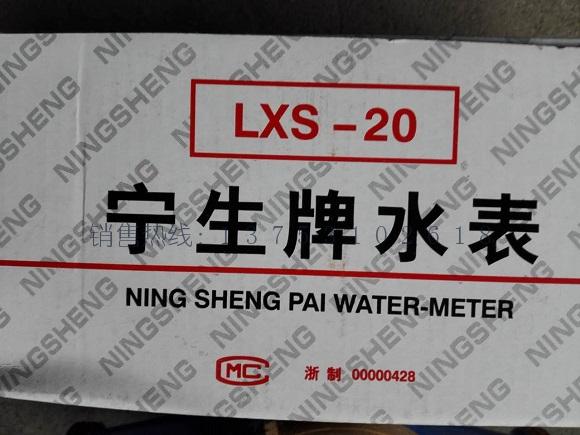 LXS-20
宁生牌水表
销售热线:
NING SHENG PAI WATER-METER
MC 浙制 00000428
NINGSHENG